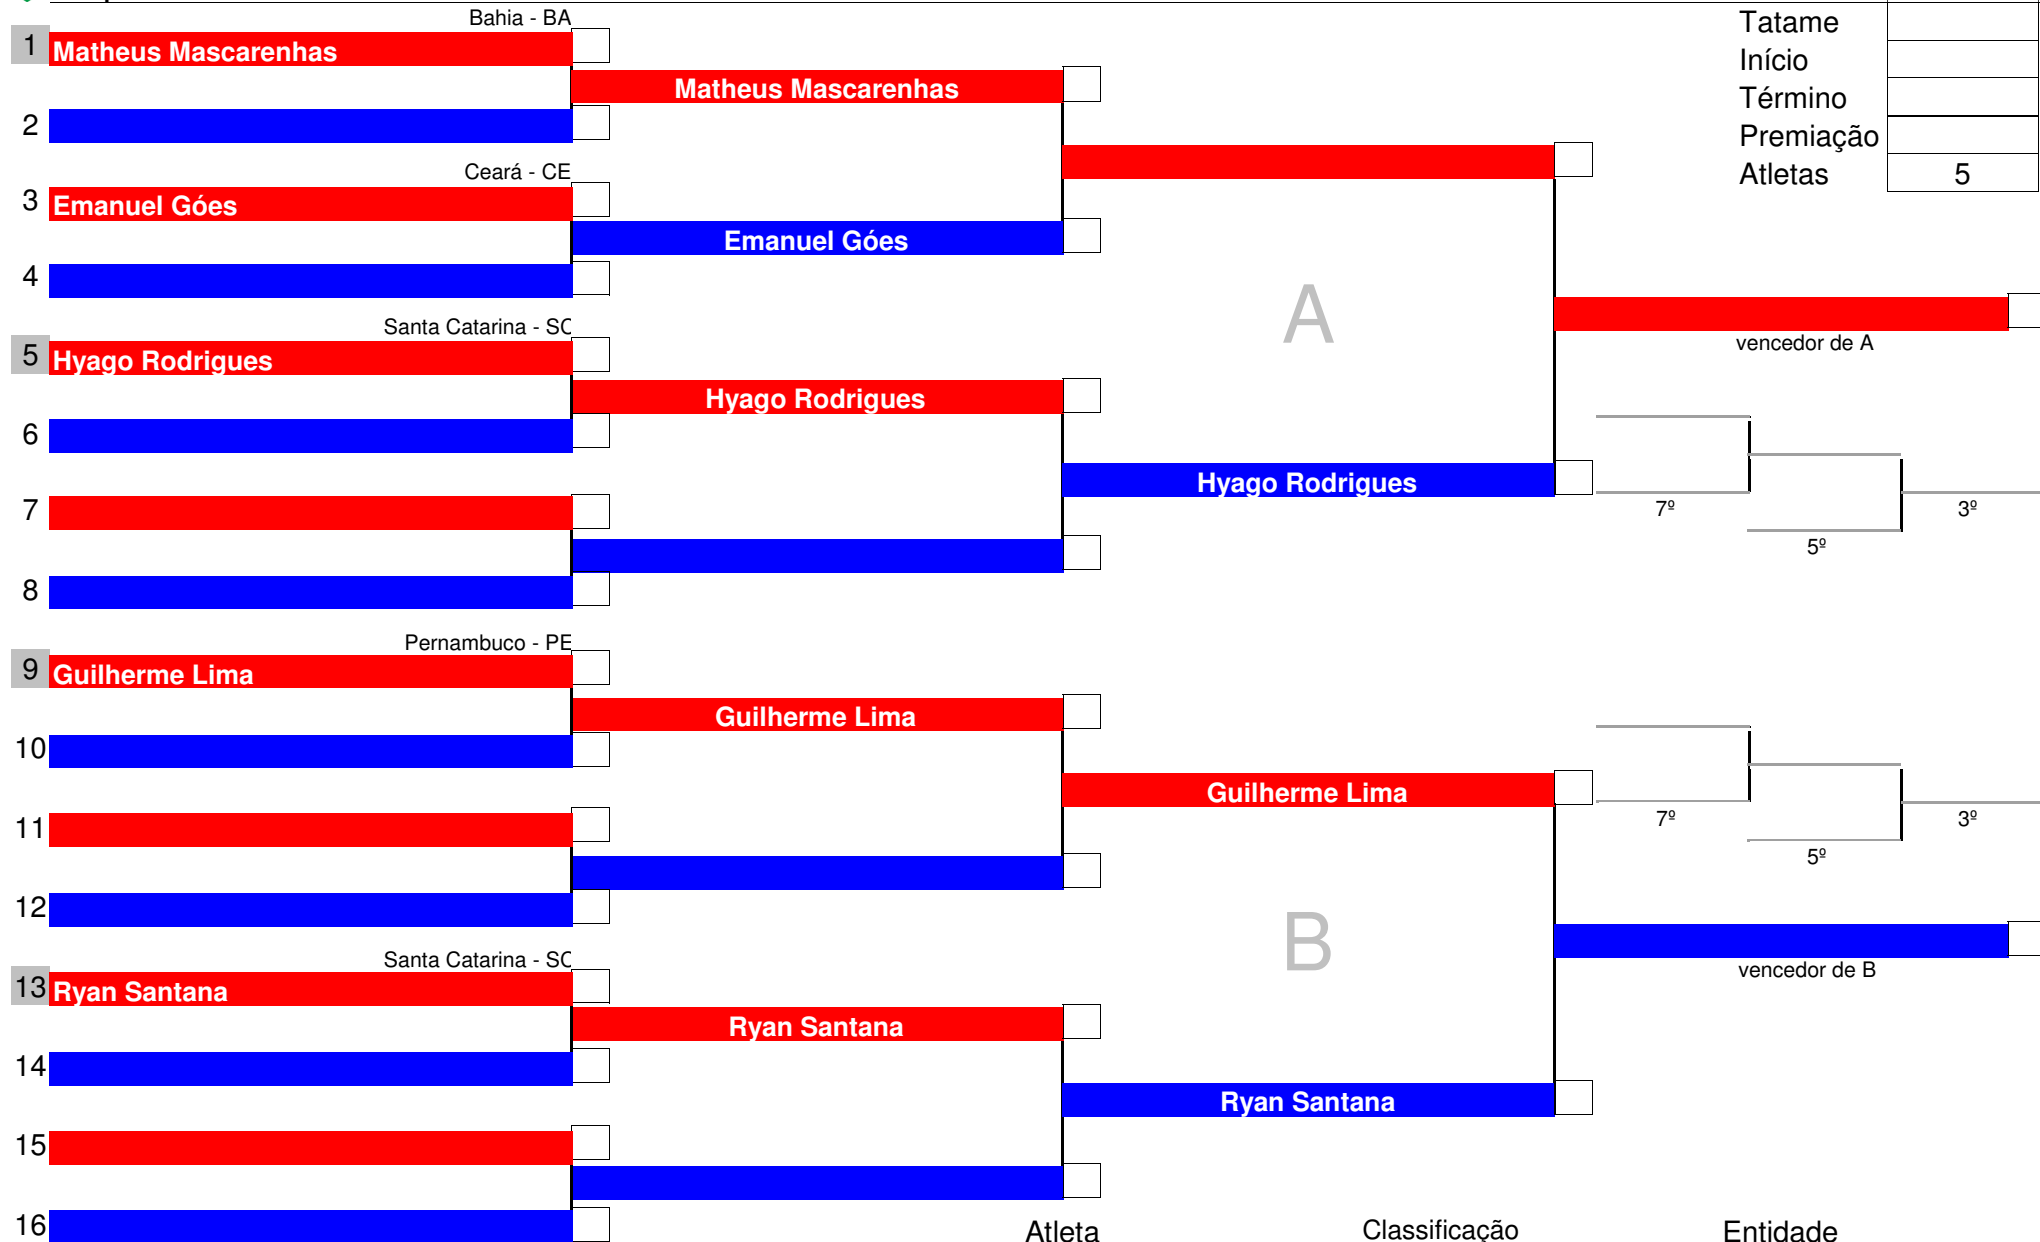 Bahia - BA
Tatame
1 Matheus Mascarenhas
Início
Matheus Mascarenhas
Término
2
Premiação
Ceará - CE
Atletas 5
3 Emanuel Góes
Emanuel Góes
4
A
Santa Catarina - SC
vencedor de A
5 Hyago Rodrigues
Hyago Rodrigues
6
Hyago Rodrigues
7
7º 3º
5º
8
Pernambuco - PE
9 Guilherme Lima
Guilherme Lima
10
Guilherme Lima
11
7º 3º
5º
12
B
Santa Catarina - SC
vencedor de B
13 Ryan Santana
Ryan Santana
14
Ryan Santana
15
16
Atleta Classificação Entidade